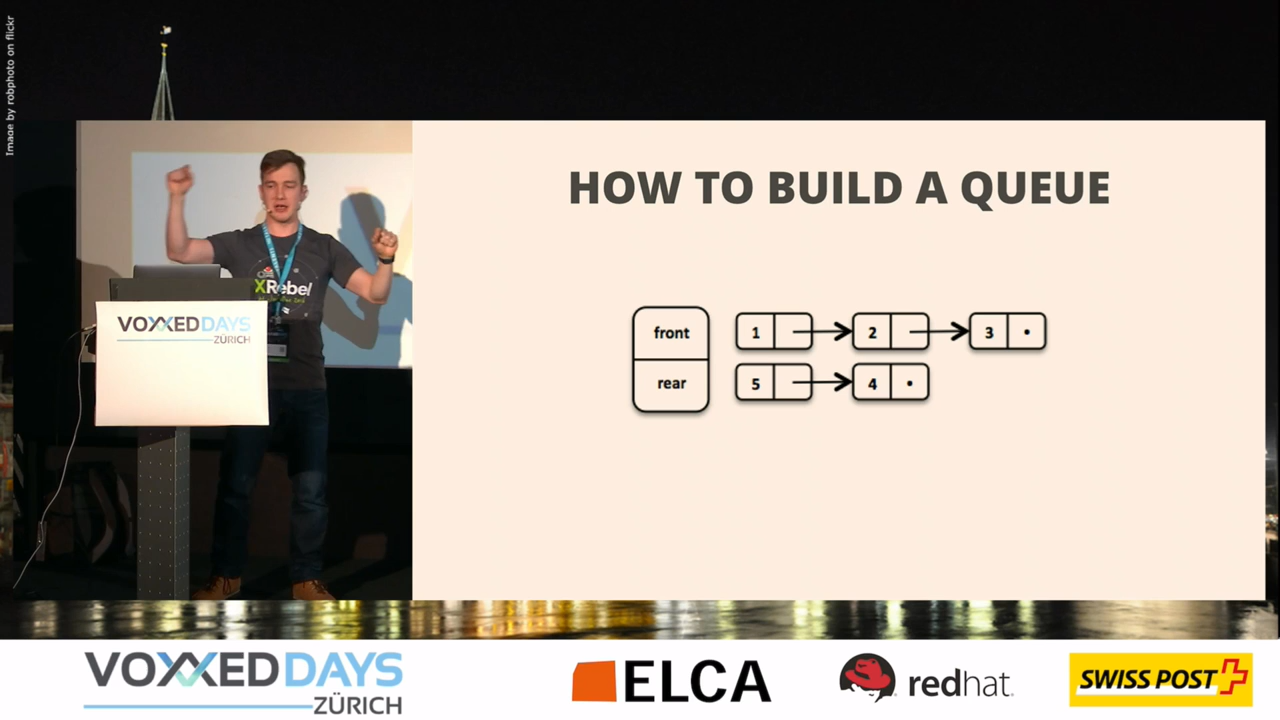 Image by robphoto on flickr
HOW TO BUILD A QUEUE
front 1 2 3
rear 5 4
XRebel
VOXXEDDAYS
ZÜRICH
VOXXEDDAYS
ZÜRICH
ELCA
redhat.
SWISS POST